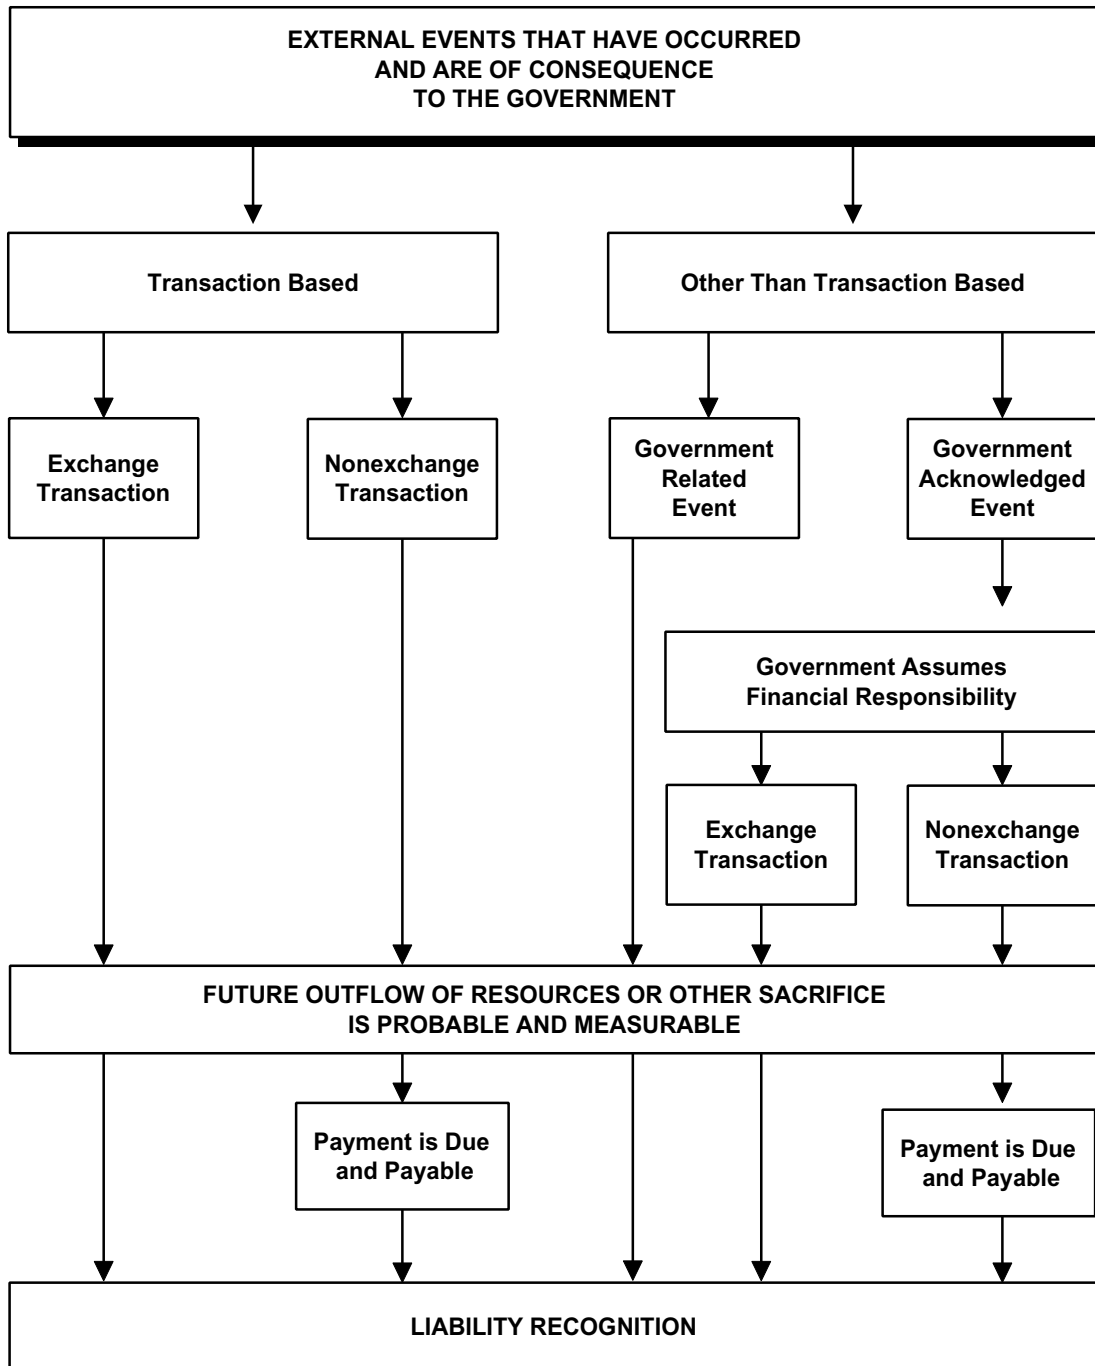 EXTERNAL EVENTS THAT HAVE OCCURRED
AND ARE OF CONSEQUENCE
TO THE GOVERNMENT
Transaction Based
Other Than Transaction Based
Exchange
Transaction
Nonexchange
Transaction
Government
Related
Event
Government
Acknowledged
Event
Government Assumes
Financial Responsibility
Exchange
Transaction
Nonexchange
Transaction
FUTURE OUTFLOW OF RESOURCES OR OTHER SACRIFICE
IS PROBABLE AND MEASURABLE
Payment is Due
and Payable
Payment is Due
and Payable
LIABILITY RECOGNITION